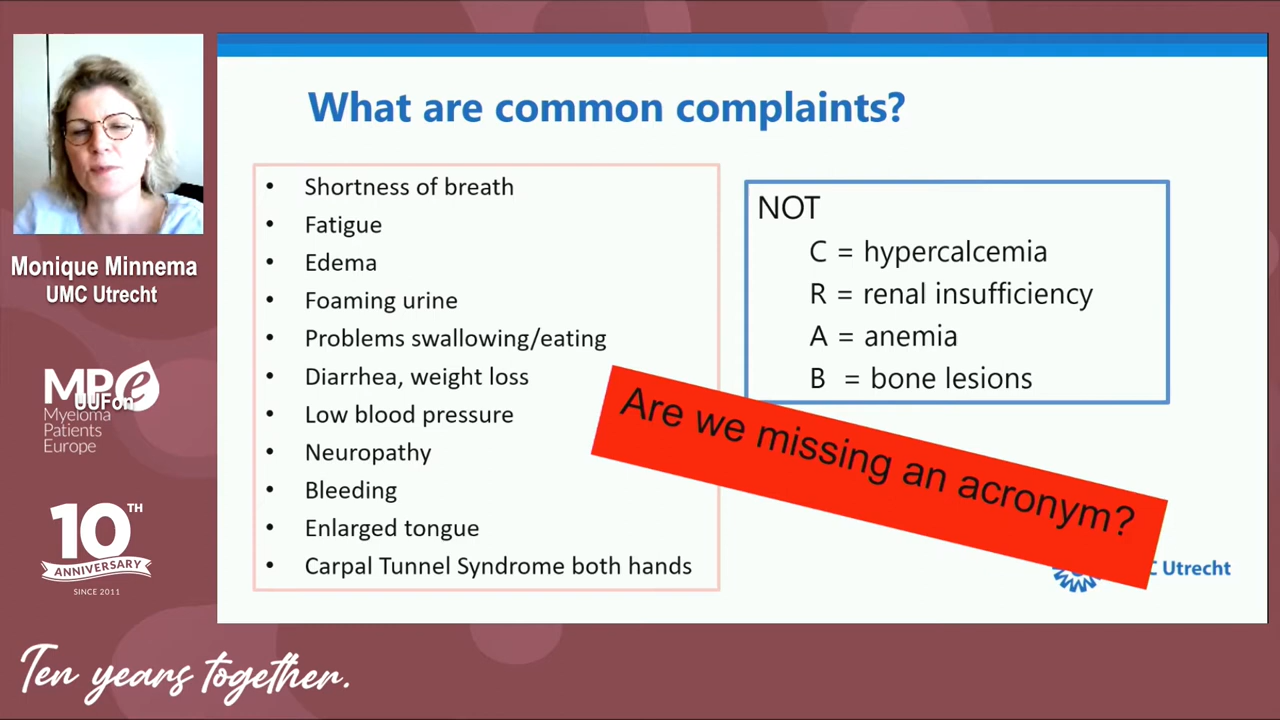 What are common complaints?
• Shortness of breath
• Fatigue
• Edema
• Foaming urine
• Problems swallowing/eating
• Diarrhea, weight loss
• Low blood pressure
• Neuropathy
• Bleeding
• Enlarged tongue
• Carpal Tunnel Syndrome both hands
NOT
C = hypercalcemia
R = renal insufficiency
A = anemia
B = bone lesions
Are we missing an acronym?
C Utrecht
Monique Minnema
UMC Utrecht
MPe
UUFon
Myeloma
Patients
Europe
10TH
ANNIVERSARY
SINCE 2011
Ten years together.